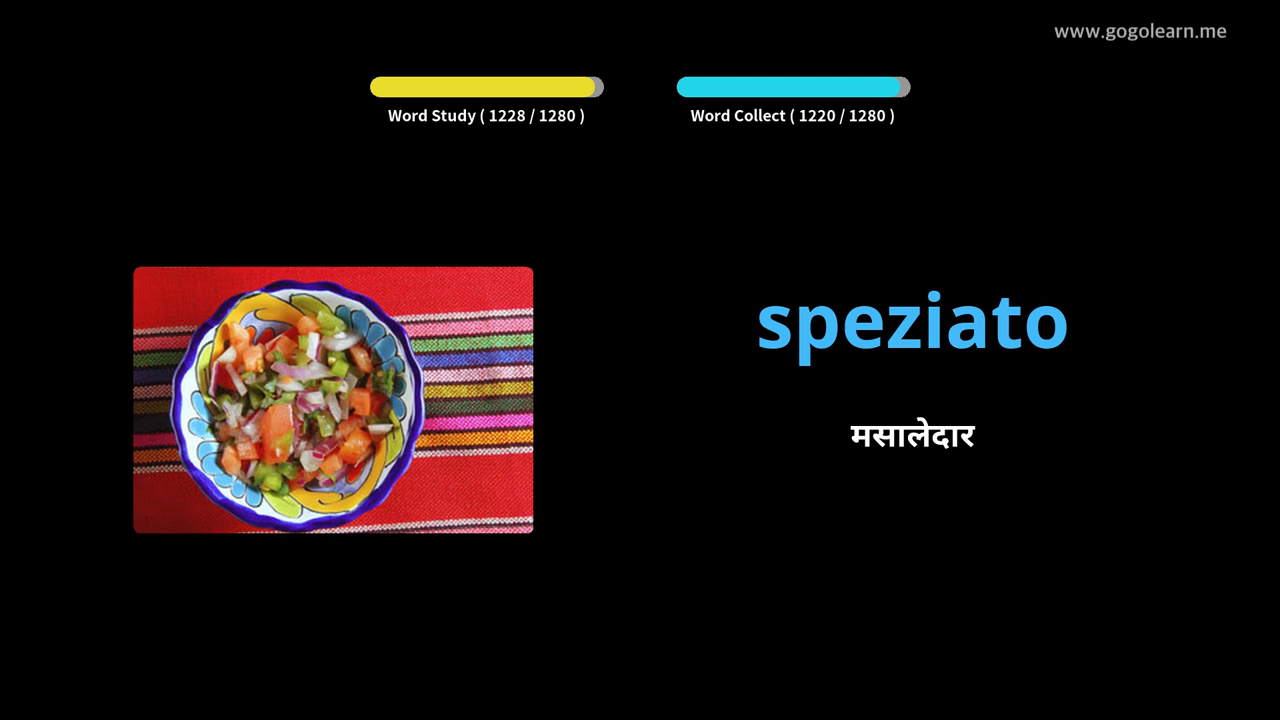 www.gogolearn.me
Word Study ( 1228 / 1280 )
Word Collect ( 1220 / 1280 )
speziato
मसालेदार